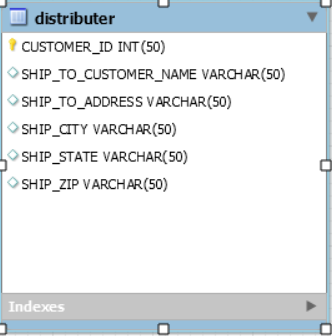 distributer
CUSTOMER_ID INT(50)
SHIP_TO_CUSTOMER_NAME VARCHAR(50)
SHIP_TO_ADDRESS VARCHAR(50)
SHIP_CITY VARCHAR(50)
SHIP_STATE VARCHAR(50)
SHIP_ZIP VARCHAR(50)
Indexes